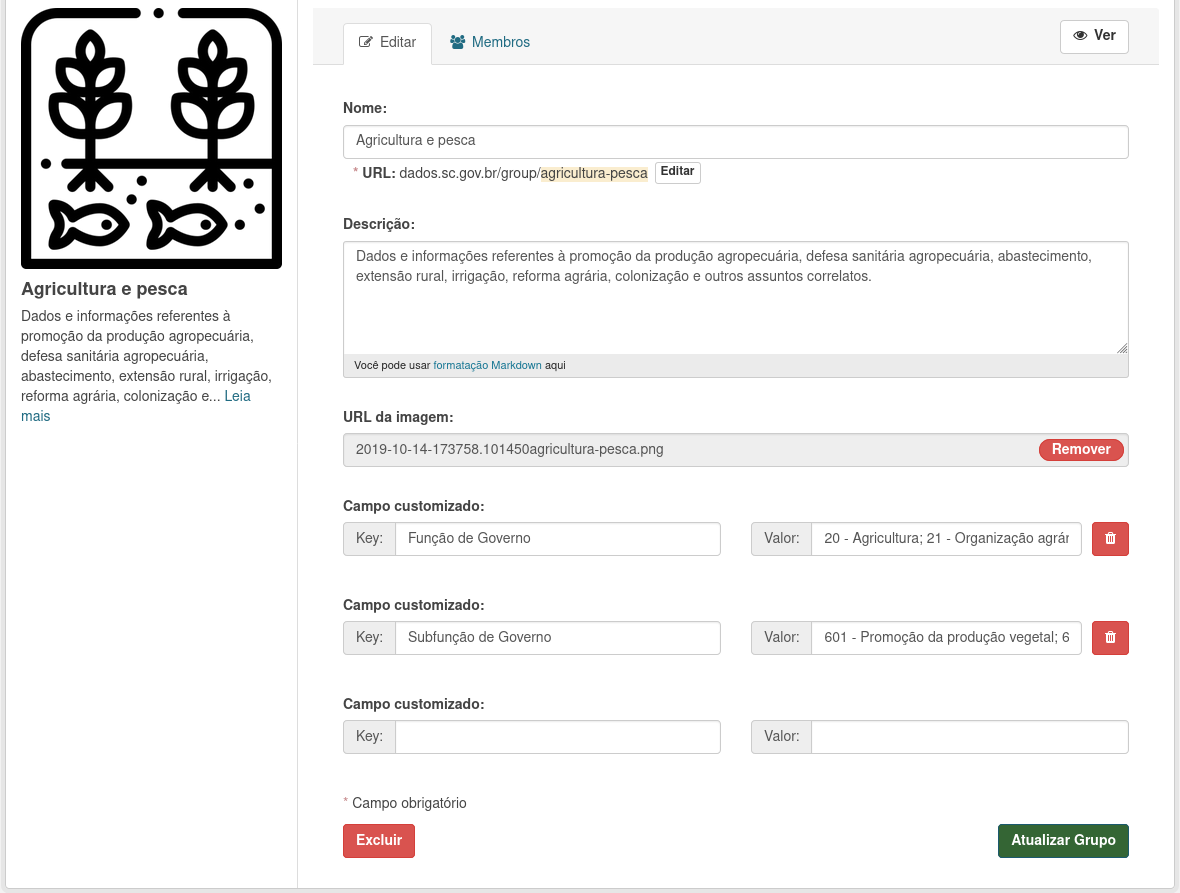 Agricultura e pesca
Dados e informações referentes à
promoção da produção agropecuária,
defesa sanitária agropecuária,
abastecimento, extensão rural, irrigação,
reforma agrária, colonização e... Leia
mais
Editar
Membros
Ver
Nome:
Agricultura e pesca
* URL: dados.sc.gov.br/group/agricultura-pesca Editar
Descrição:
Dados e informações referentes à promoção da produção agropecuária, defesa sanitária agropecuária, abastecimento,
extensão rural, irrigação, reforma agrária, colonização e outros assuntos correlatos.
Você pode usar formatação Markdown aqui
URL da imagem:
2019-10-14-173758.101450agricultura-pesca.png Remover
Campo customizado:
Key: Função de Governo Valor: 20 - Agricultura; 21 - Organização agrár
Campo customizado:
Key: Subfunção de Governo Valor: 601 - Promoção da produção vegetal; 6
Campo customizado:
Key: Valor:
* Campo obrigatório
Excluir Atualizar Grupo